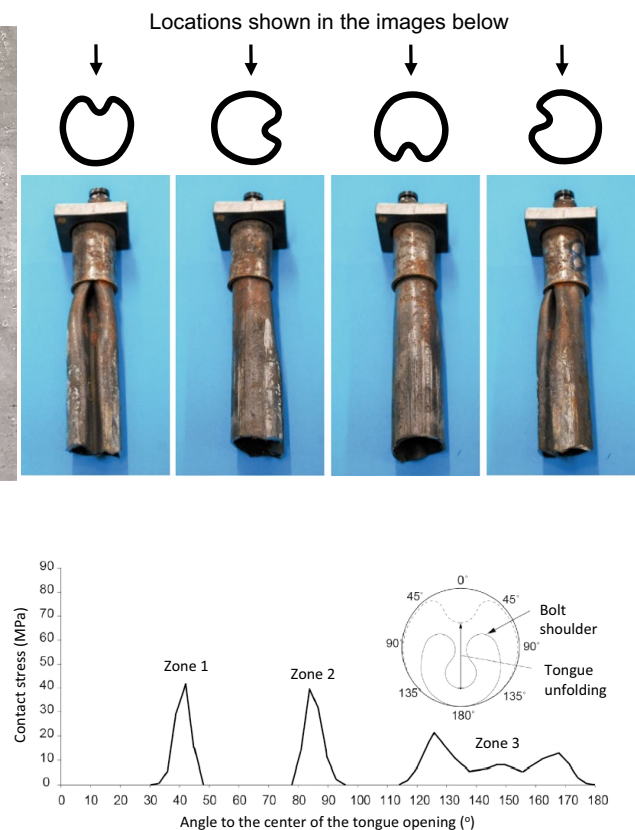 Locations shown in the images below
90
80
70
60
50
40
30
20
10
0
Contact stress (MPa)
Zone 1
Zone 2
Zone 3
0°
45°
45°
90°
90°
135°
135°
180°
Bolt
shoulder
Tongue
unfolding
0 10 20 30 40 50 60 70 80 90 100 110 120 130 140 150 160 170 180
Angle to the center of the tongue opening (°)